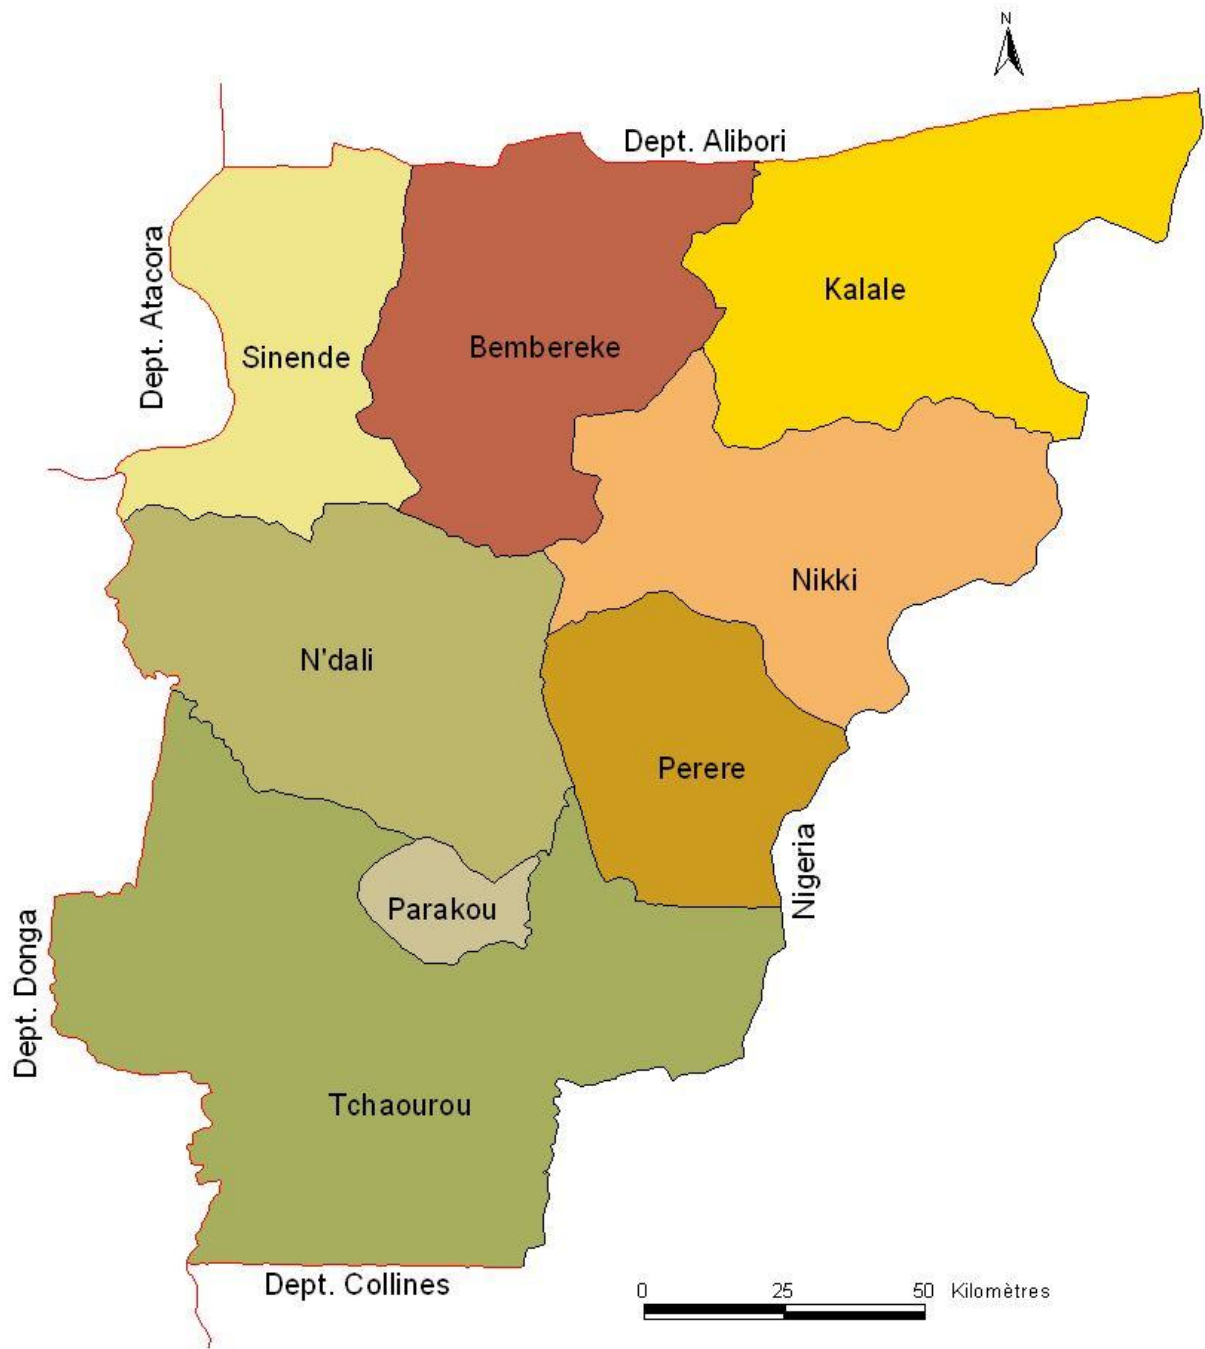 N
Dept. Alibori
Dept. Atacora
Kalale
Sinende
Bembereke
Nikki
N'dali
Perere
Nigeria
Parakou
Dept. Donga
Tchaourou
Dept. Collines
0 25 50 Kilomètres